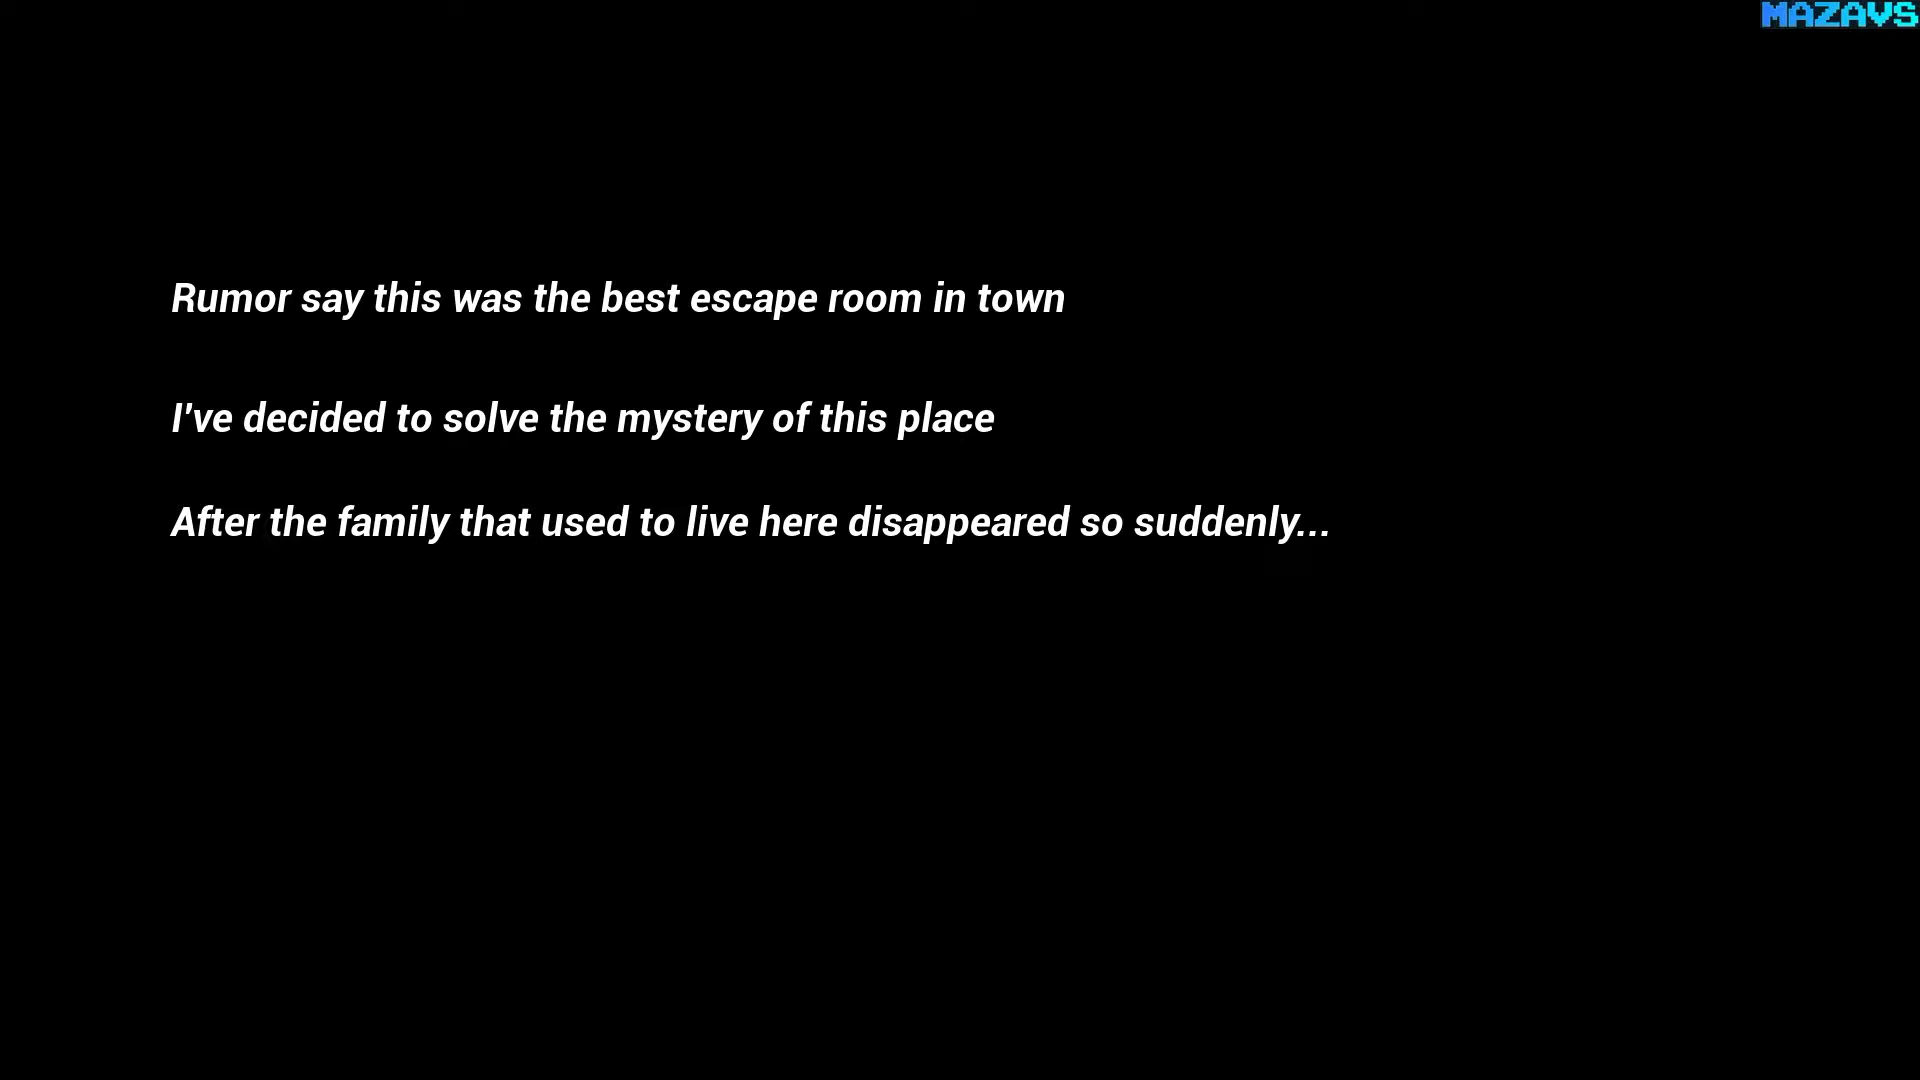 MAZAVS
Rumor say this was the best escape room in town
I've decided to solve the mystery of this place
After the family that used to live here disappeared so suddenly...